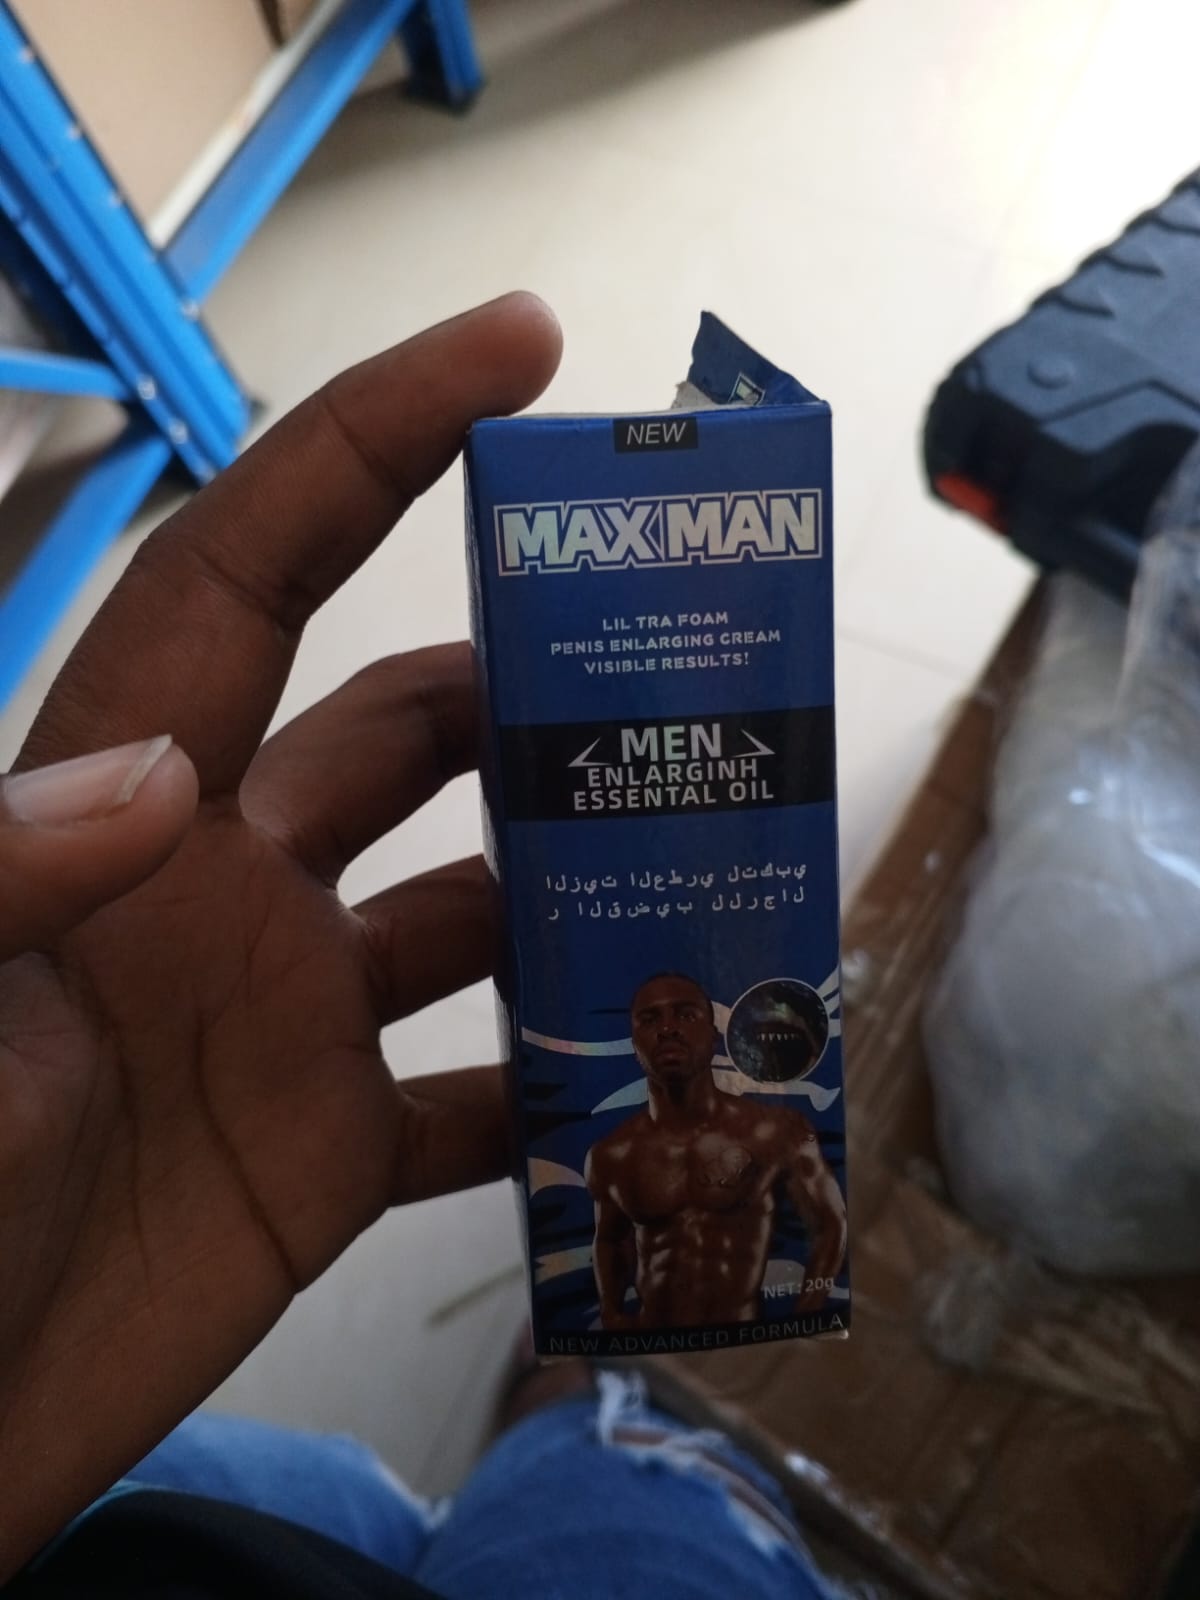 NEW
MAXMAN
LIL TRA FOAM
PENIS ENLARGING CREAM
VISIBLE RESULTS!
MEN
ENLARGINH
ESSENTAL OIL
ا ل ز ي ت ا ل ع ط ر ي ل ت ك ب ي
ر ا ل ق ض ي ب ل ل ر ج ا ل
NET: 20g
NEW ADVANCED FORMULA